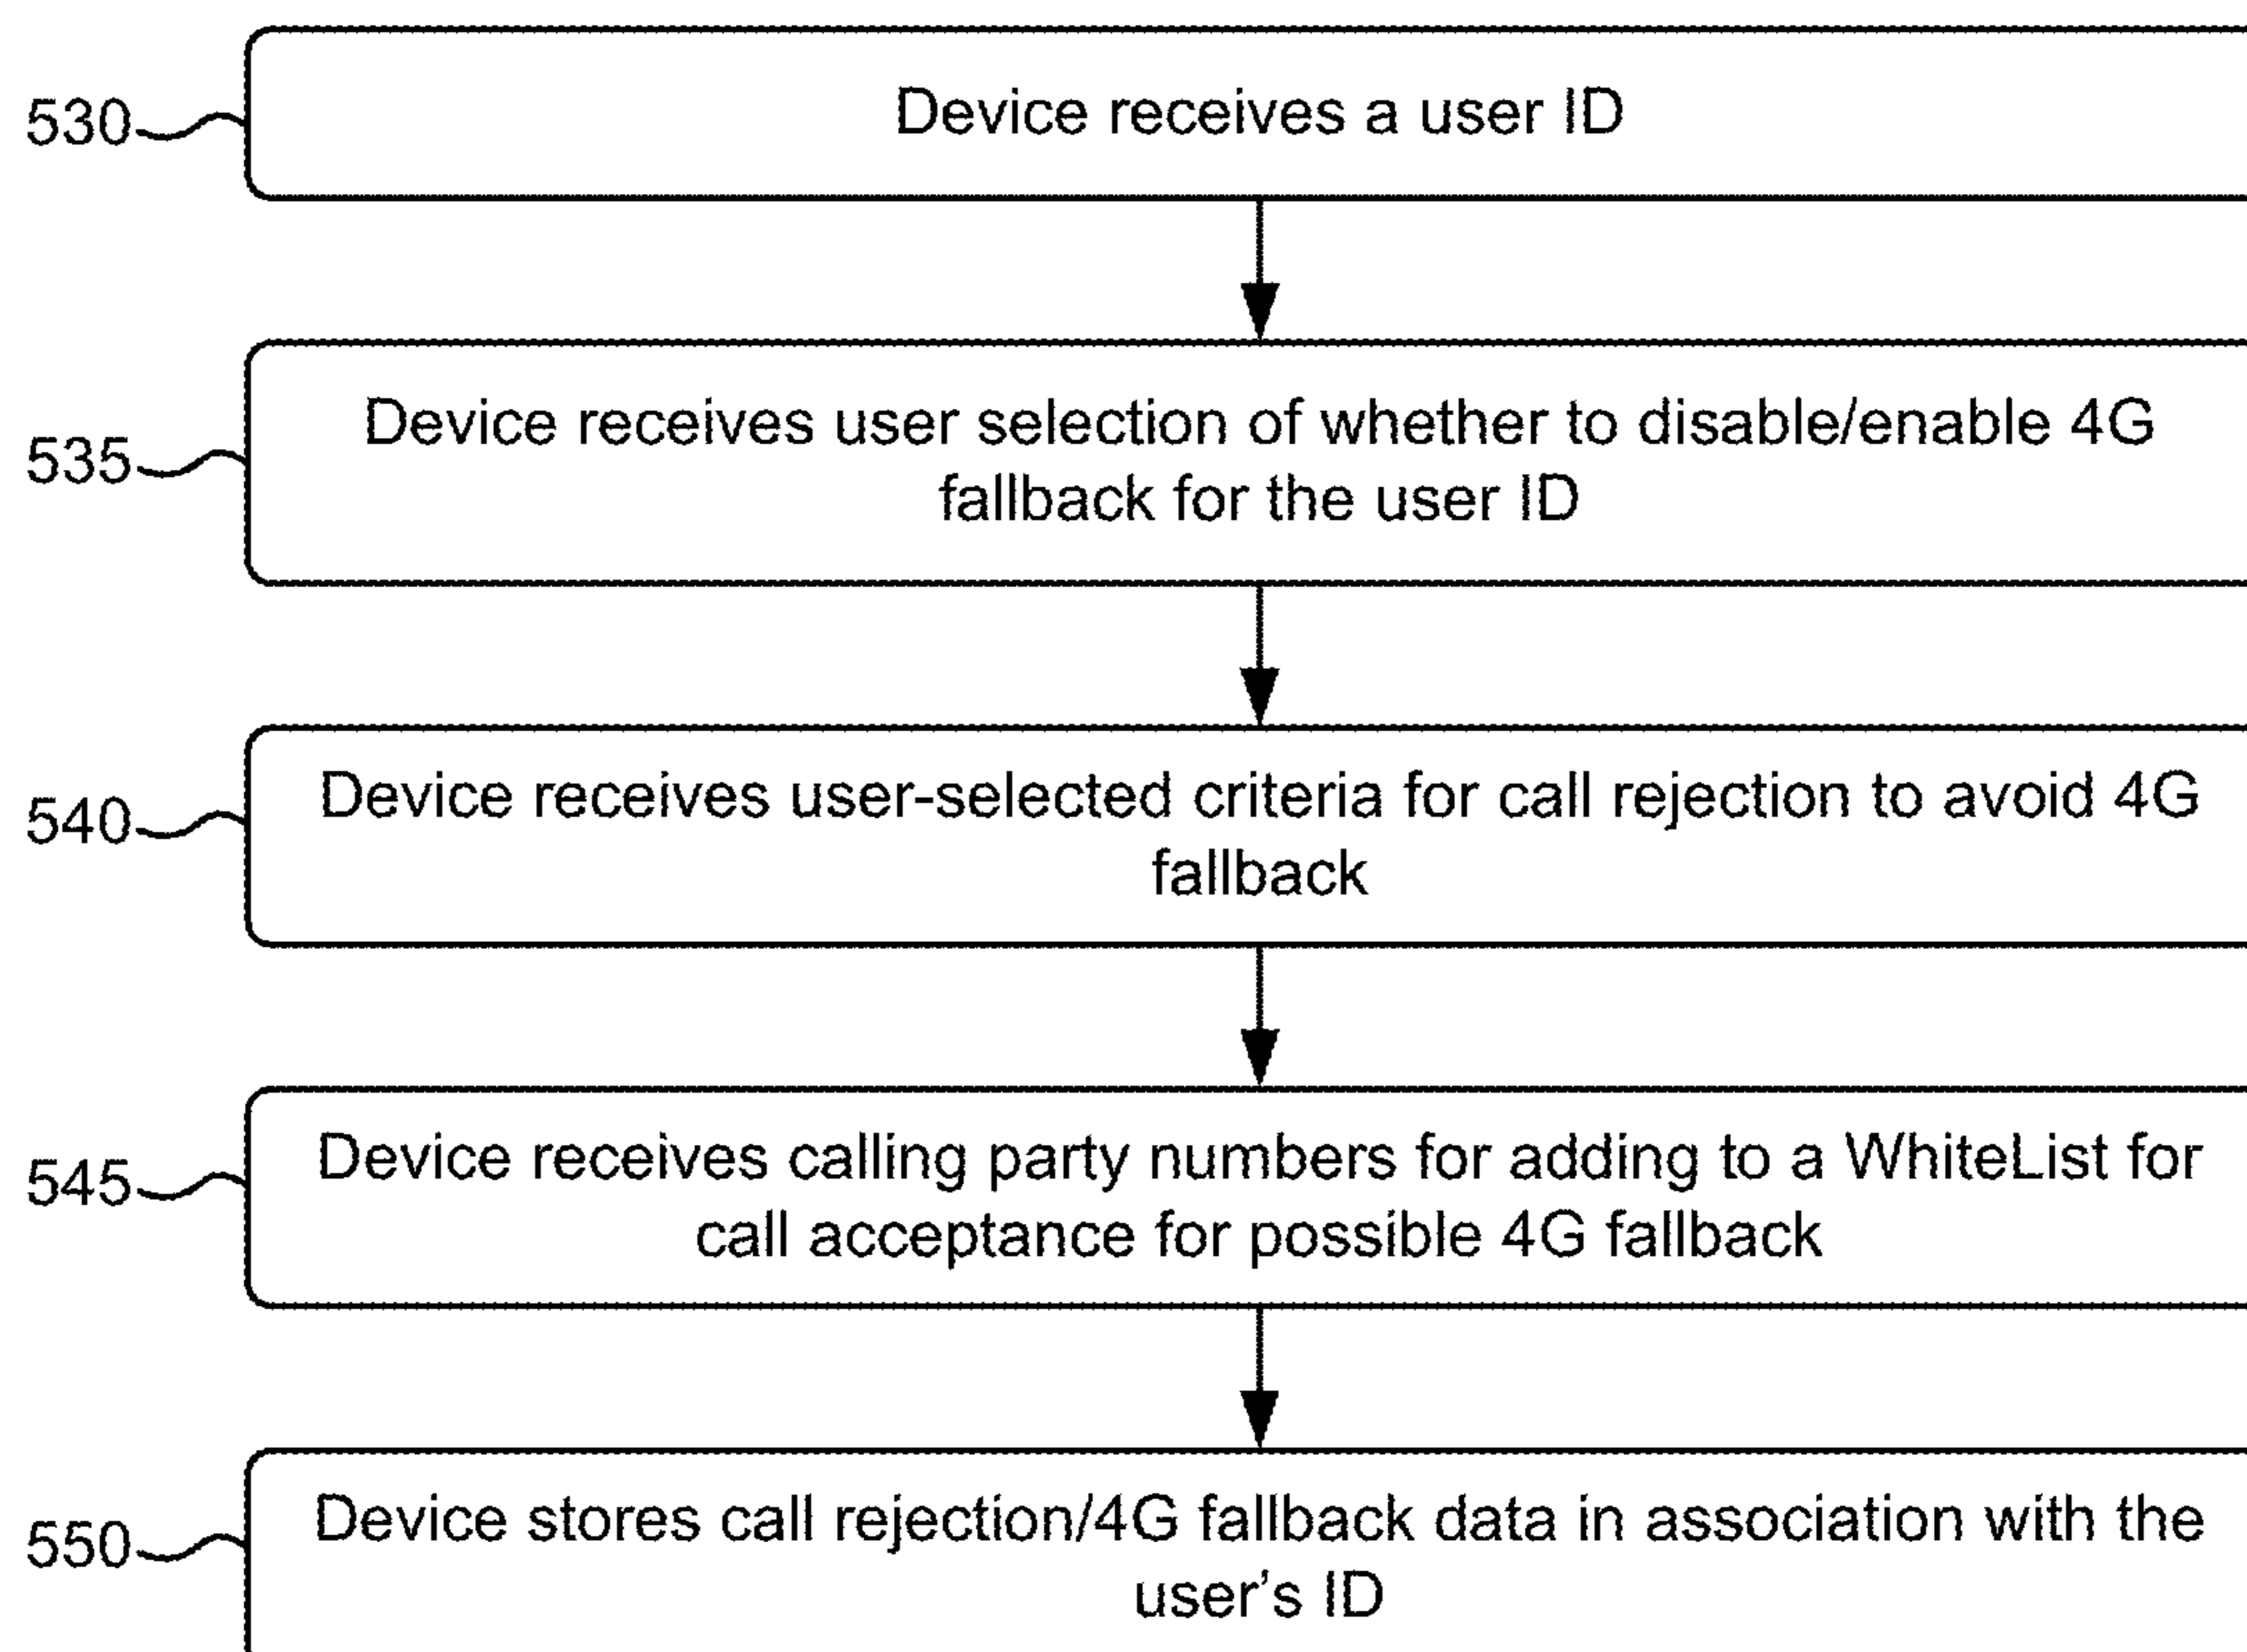 530
Device receives a user ID
535
Device receives user selection of whether to disable/enable 4G
fallback for the user ID
540
Device receives user-selected criteria for call rejection to avoid 4G
fallback
545
Device receives calling party numbers for adding to a WhiteList for
call acceptance for possible 4G fallback
550
Device stores call rejection/4G fallback data in association with the
user's ID